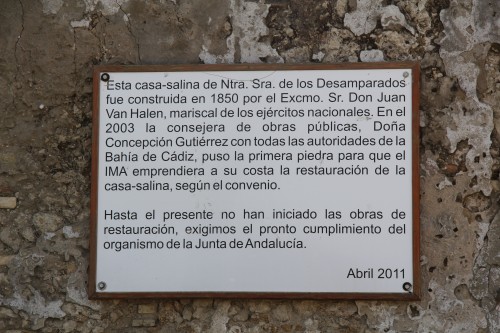 Esta casa-salina de Ntra. Sra. de los Desamparados
fue construida en 1850 por el Excmo. Sr. Don Juan
Van Halen, mariscal de los ejércitos nacionales. En el
2003 la consejera de obras públicas, Doña
Concepción Gutiérrez con todas las autoridades de la
Bahía de Cádiz, puso la primera piedra para que el
IMA emprendiera a su costa la restauración de la
casa-salina, según el convenio.
Hasta el presente no han iniciado las obras de
restauración, exigimos el pronto cumplimiento del
organismo de la Junta de Andalucía.
Abril 2011